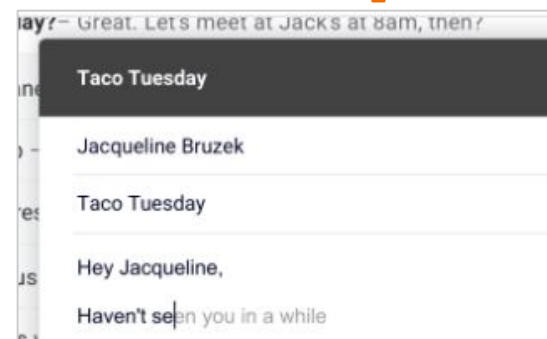 ay?– Great. Let's meet at Jack's at 8am, then?
Taco Tuesday
Jacqueline Bruzek
Taco Tuesday
Hey Jacqueline,
Haven't seen you in a while